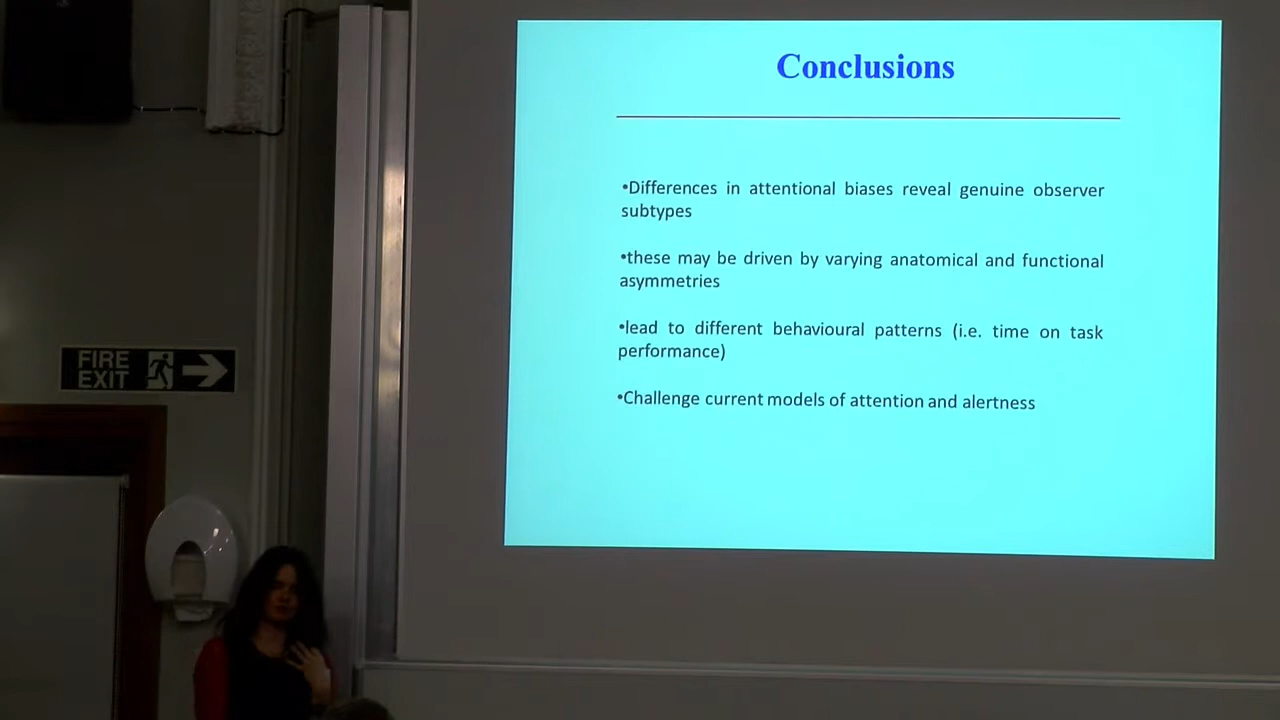 Conclusions
•Differences in attentional biases reveal genuine observer
subtypes
•these may be driven by varying anatomical and functional
asymmetries
•lead to different behavioural patterns (i.e. time on task
performance)
•Challenge current models of attention and alertness
FIRE
EXIT